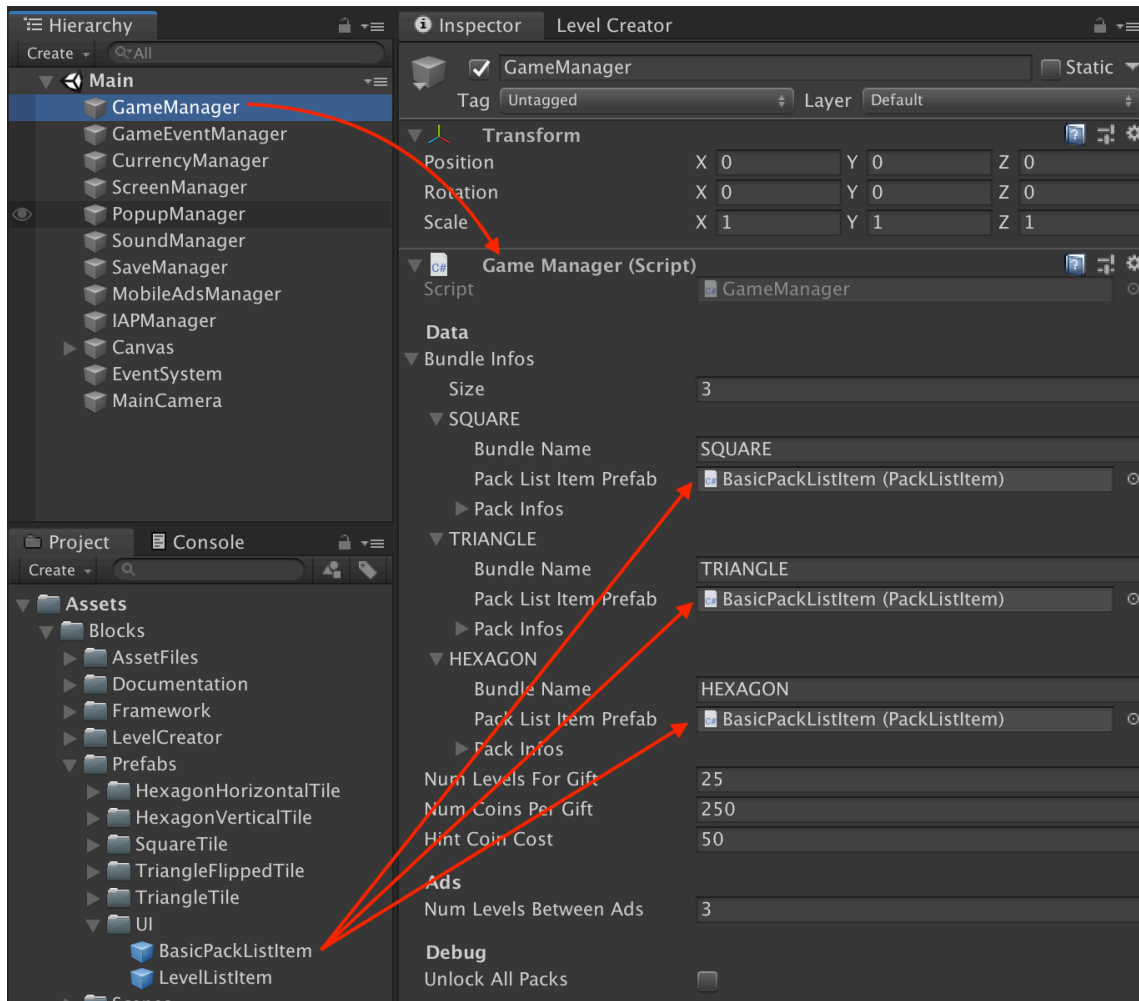 Hierarchy
Create
All
Main
GameManager
GameEventManager
CurrencyManager
ScreenManager
PopupManager
SoundManager
SaveManager
MobileAdsManager
IAPManager
Canvas
EventSystem
MainCamera
Project Console
Create
Assets
Blocks
AssetFiles
Documentation
Framework
LevelCreator
Prefabs
HexagonHorizontalTile
HexagonVerticalTile
SquareTile
TriangleFlippedTile
TriangleTile
UI
BasicPackListItem
LevelListItem
Inspector Level Creator
GameManager Static
Tag Untagged Layer Default
Transform
Position X 0 Y 0 Z 0
Rotation X 0 Y 0 Z 0
Scale X 1 Y 1 Z 1
C# Game Manager (Script)
Script GameManager
Data
Bundle Infos
Size 3
SQUARE
Bundle Name SQUARE
Pack List Item Prefab BasicPackListItem (PackListItem)
Pack Infos
TRIANGLE
Bundle Name TRIANGLE
Pack List Item Prefab BasicPackListItem (PackListItem)
Pack Infos
HEXAGON
Bundle Name HEXAGON
Pack List Item Prefab BasicPackListItem (PackListItem)
Pack Infos
Num Levels For Gift 25
Num Coins Per Gift 250
Hint Coin Cost 50
Ads
Num Levels Between Ads 3
Debug
Unlock All Packs